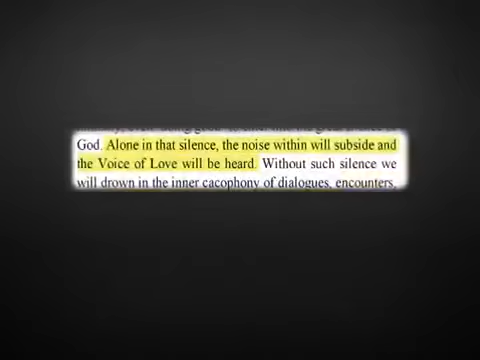 God. Alone in that silence, the noise within will subside and
the Voice of Love will be heard. Without such silence we
will drown in the inner cacophony of dialogues, encounters,